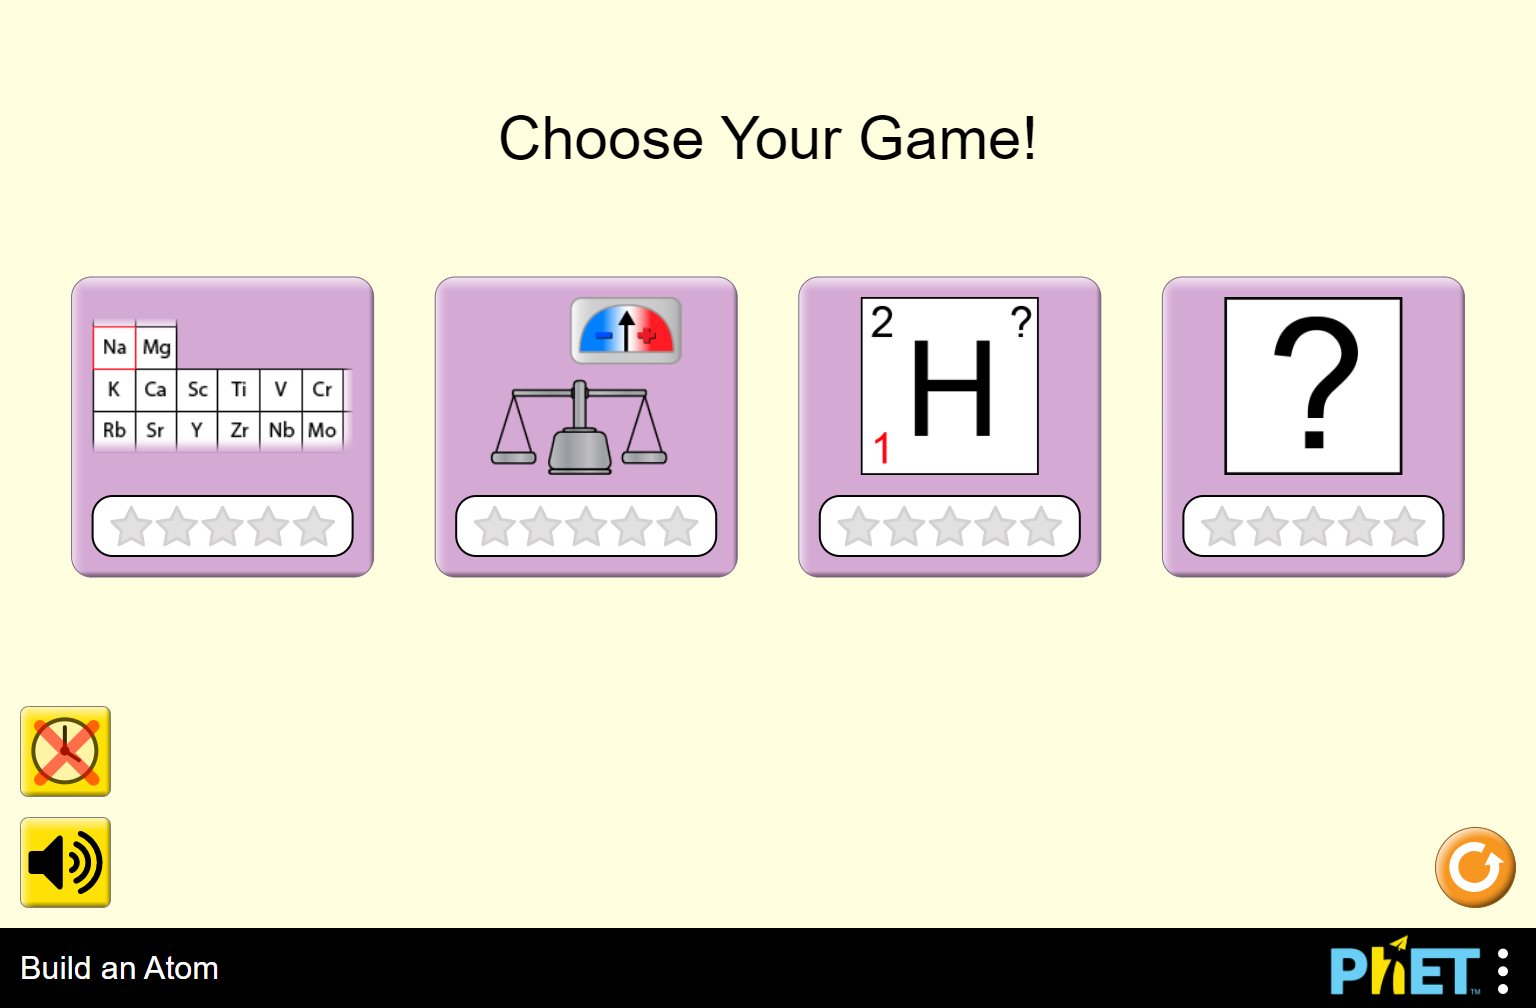 Choose Your Game!
Na Mg
K Ca Sc Ti V Cr
Rb Sr Y Zr Nb Mo
- +
2 ?
H
1
?
Build an Atom
PhET™